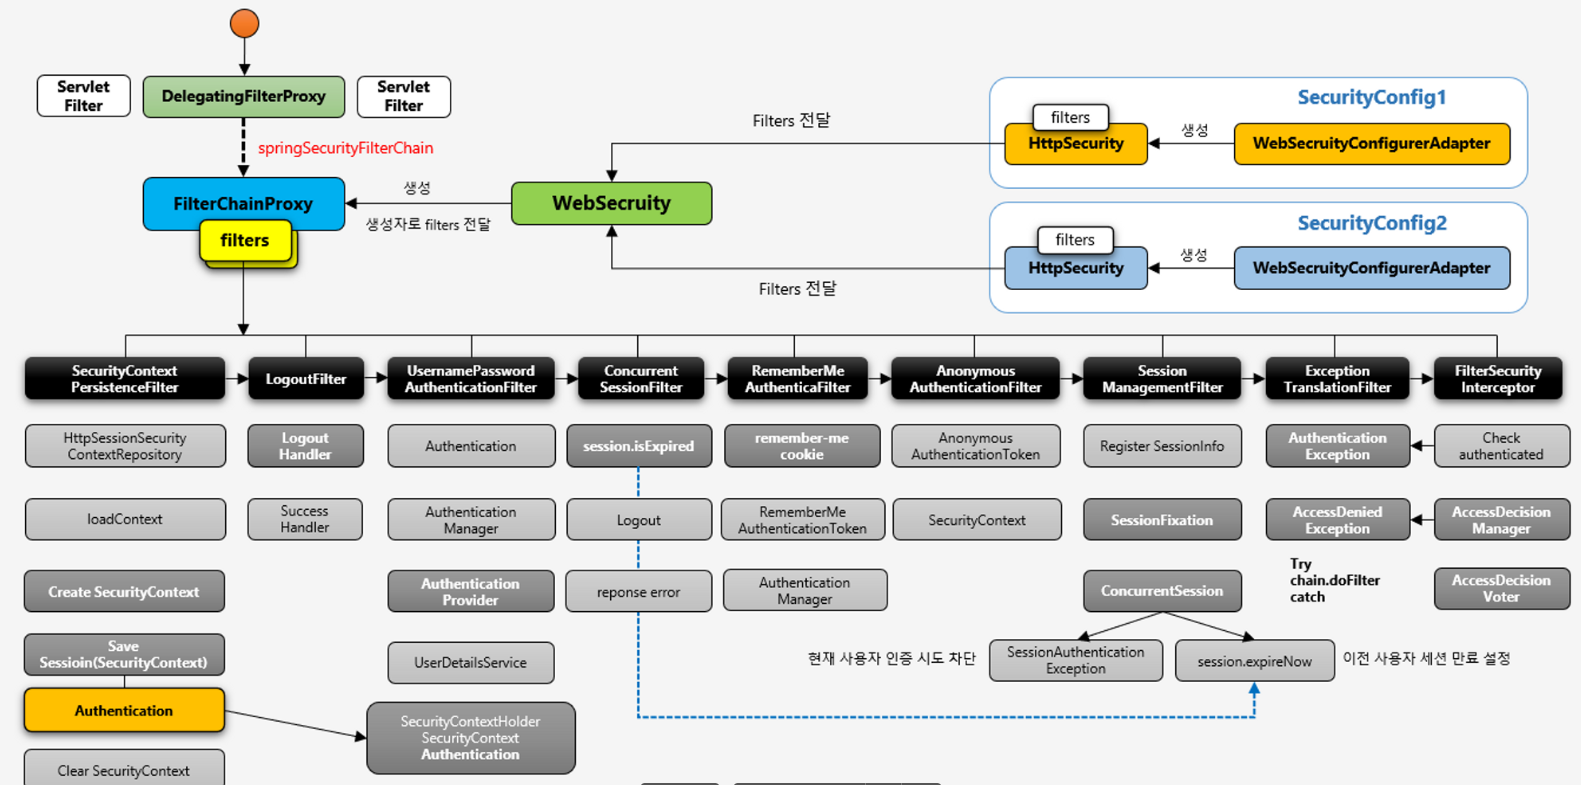 Servlet
Filter
DelegatingFilterProxy
Servlet
Filter
springSecurityFilterChain
FilterChainProxy
filters
생성
생성자로 filters 전달
WebSecruity
Filters 전달
Filters 전달
SecurityConfig1
filters
HttpSecurity
생성
WebSecruityConfigurerAdapter
SecurityConfig2
filters
HttpSecurity
생성
WebSecruityConfigurerAdapter
SecurityContext
PersistenceFilter
LogoutFilter
UsernamePassword
AuthenticationFilter
Concurrent
SessionFilter
RememberMe
AuthenticaFilter
Anonymous
AuthenticationFilter
Session
ManagementFilter
Exception
TranslationFilter
FilterSecurity
Interceptor
HttpSessionSecurity
ContextRepository
Logout
Handler
Authentication
session.isExpired
remember-me
cookie
Anonymous
AuthenticationToken
Register SessionInfo
Authentication
Exception
Check
authenticated
loadContext
Success
Handler
Authentication
Manager
Logout
RememberMe
AuthenticationToken
SecurityContext
SessionFixation
AccessDenied
Exception
AccessDecision
Manager
Create SecurityContext
Authentication
Provider
reponse error
Authentication
Manager
ConcurrentSession
Try
chain.doFilter
catch
AccessDecision
Voter
Save
Sessioin(SecurityContext)
UserDetailsService
현재 사용자 인증 시도 차단
SessionAuthentication
Exception
session.expireNow
이전 사용자 세션 만료 설정
Authentication
SecurityContextHolder
SecurityContext
Authentication
Clear SecurityContext